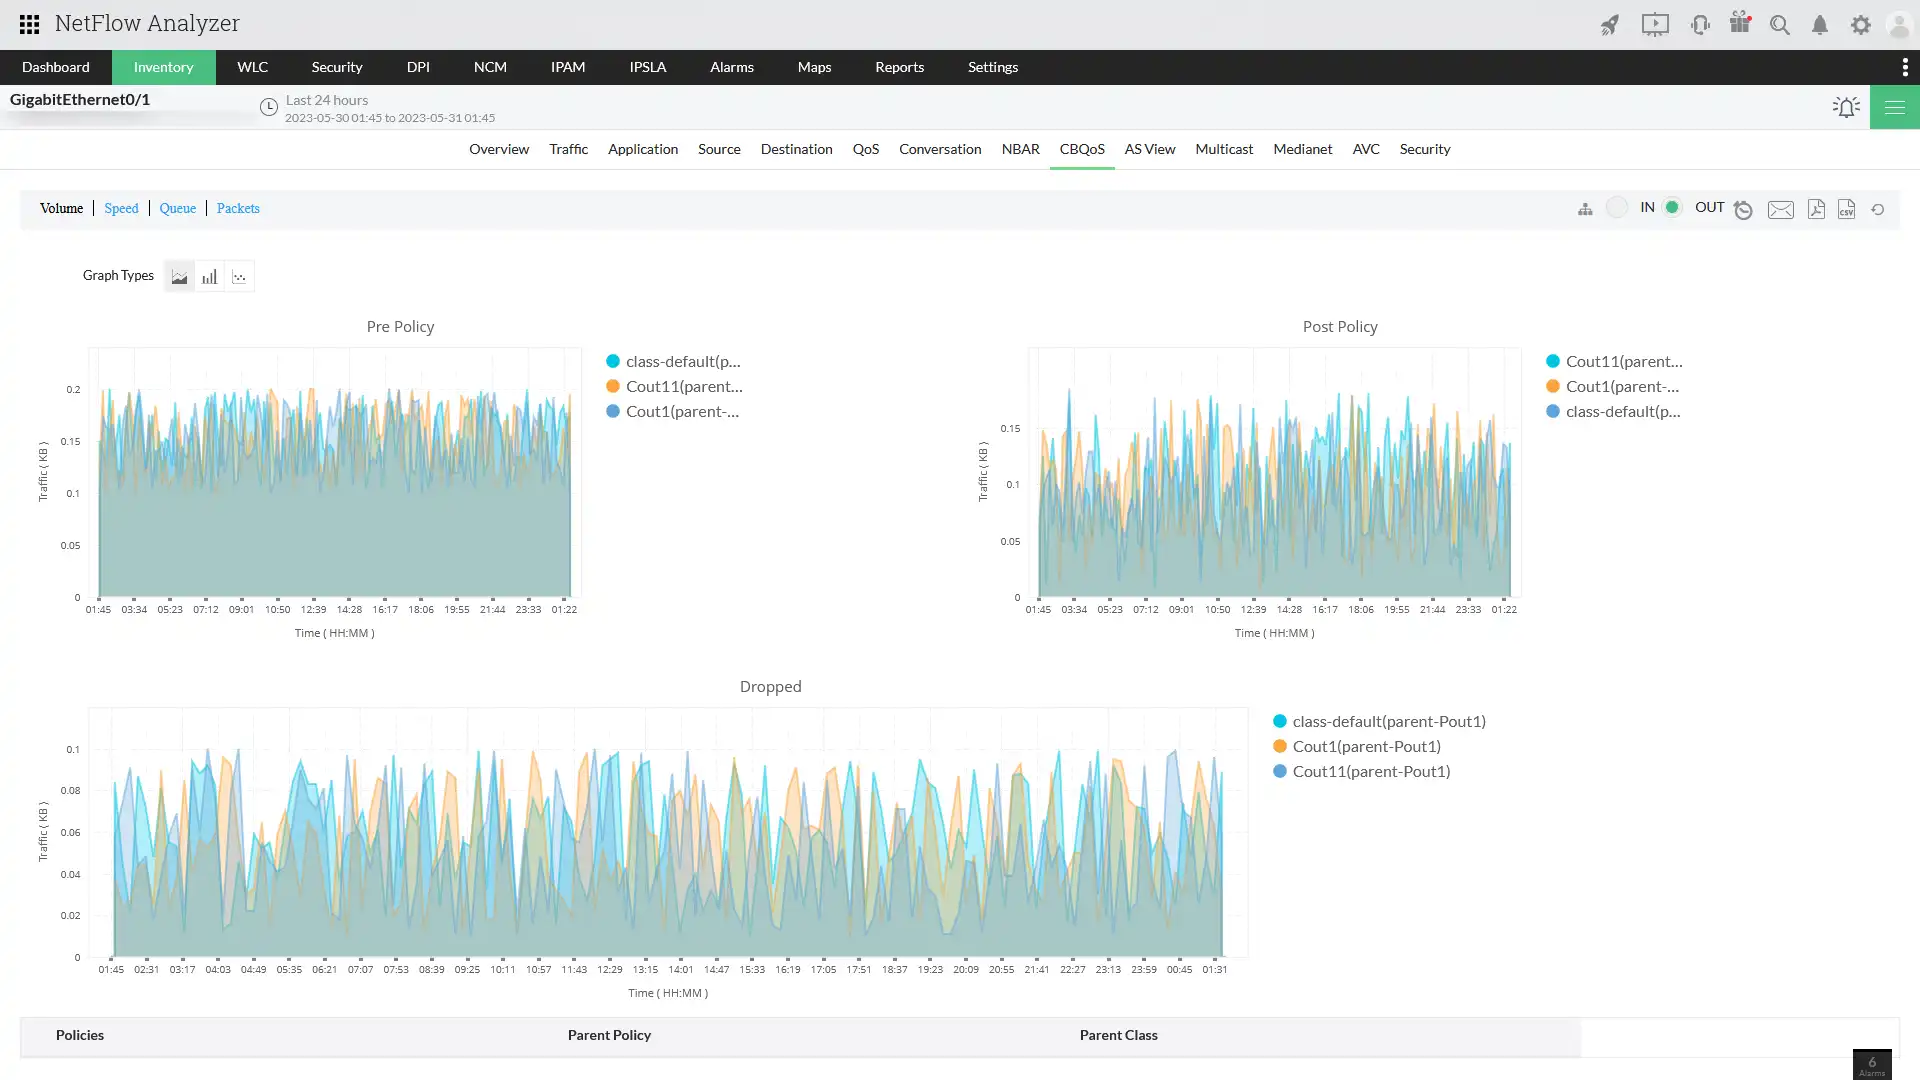 NetFlow Analyzer
Dashboard Inventory WLC Security DPI NCM IPAM IPSLA Alarms Maps Reports Settings
GigabitEthernet0/1
Last 24 hours
2023-05-30 01:45 to 2023-05-31 01:45
Overview Traffic Application Source Destination QoS Conversation NBAR CBQoS AS View Multicast Medianet AVC Security
Volume Speed Queue Packets
IN OUT
CSV
Graph Types
Pre Policy
Traffic ( KB )
0.2
0.15
0.1
0.05
0
01:45 03:34 05:23 07:12 09:01 10:50 12:39 14:28 16:17 18:06 19:55 21:44 23:33 01:22
Time ( HH:MM )
class-default(p...
Cout11(parent...
Cout1(parent-...
Post Policy
Traffic ( KB )
0.15
0.1
0.05
0
01:45 03:34 05:23 07:12 09:01 10:50 12:39 14:28 16:17 18:06 19:55 21:44 23:33 01:22
Time ( HH:MM )
Cout11(parent...
Cout1(parent-...
class-default(p...
Dropped
Traffic ( KB )
0.1
0.08
0.06
0.04
0.02
0
01:45 02:31 03:17 04:03 04:49 05:35 06:21 07:07 07:53 08:39 09:25 10:11 10:57 11:43 12:29 13:15 14:01 14:47 15:33 16:19 17:05 17:51 18:37 19:23 20:09 20:55 21:41 22:27 23:13 23:59 00:45 01:31
Time ( HH:MM )
class-default(parent-Pout1)
Cout1(parent-Pout1)
Cout11(parent-Pout1)
Policies Parent Policy Parent Class
6
Alarms